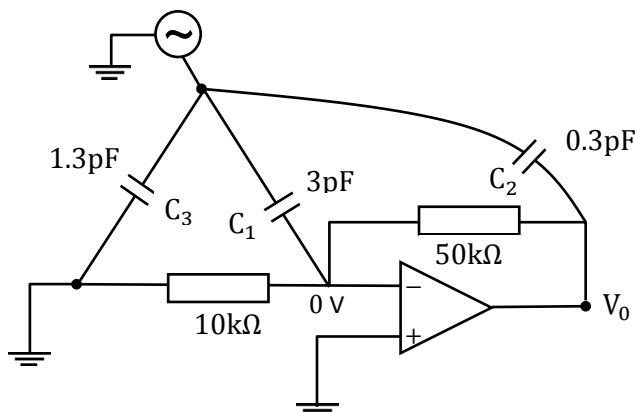 ~
1.3pF
0.3pF
3pF
C₂
C₃
C₁
50kΩ
0 V
−
10kΩ
V₀
+